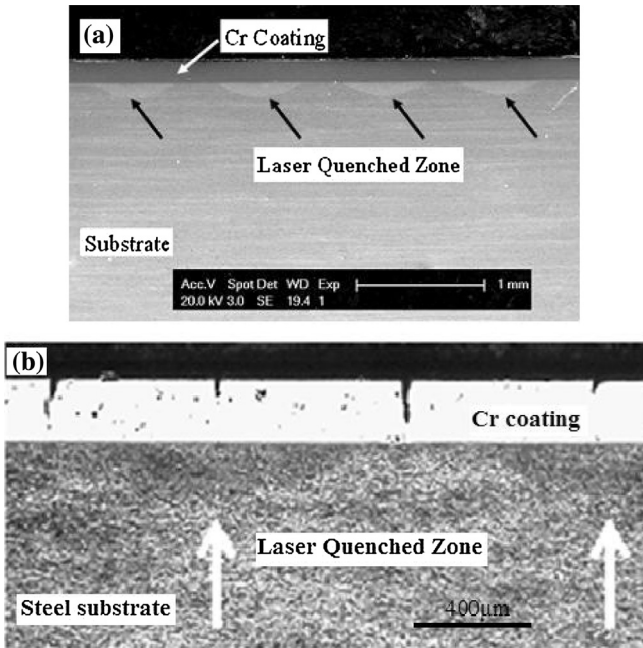 (a)
Cr Coating
Laser Quenched Zone
Substrate
Acc.V Spot Det WD Exp
20.0 kV 3.0 SE 19.4 1
1 mm
(b)
Cr coating
Laser Quenched Zone
Steel substrate
400μm